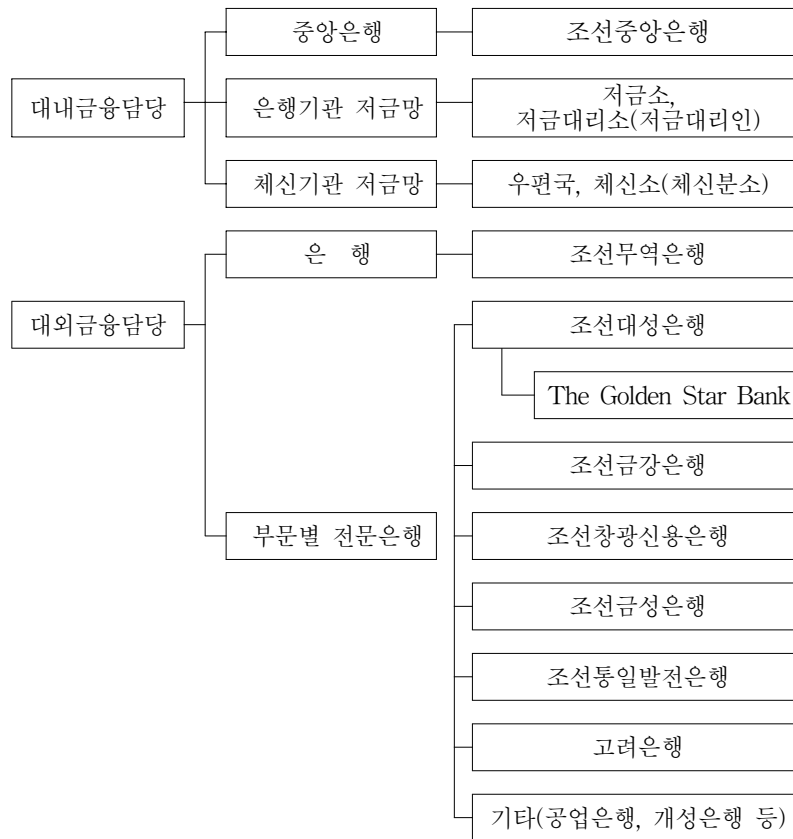 중앙은행
조선중앙은행
대내금융담당
은행기관 저금망
저금소,
저금대리소(저금대리인)
체신기관 저금망
우편국, 체신소(체신분소)
은 행
조선무역은행
대외금융담당
조선대성은행
The Golden Star Bank
조선금강은행
부문별 전문은행
조선창광신용은행
조선금성은행
조선통일발전은행
고려은행
기타(공업은행, 개성은행 등)